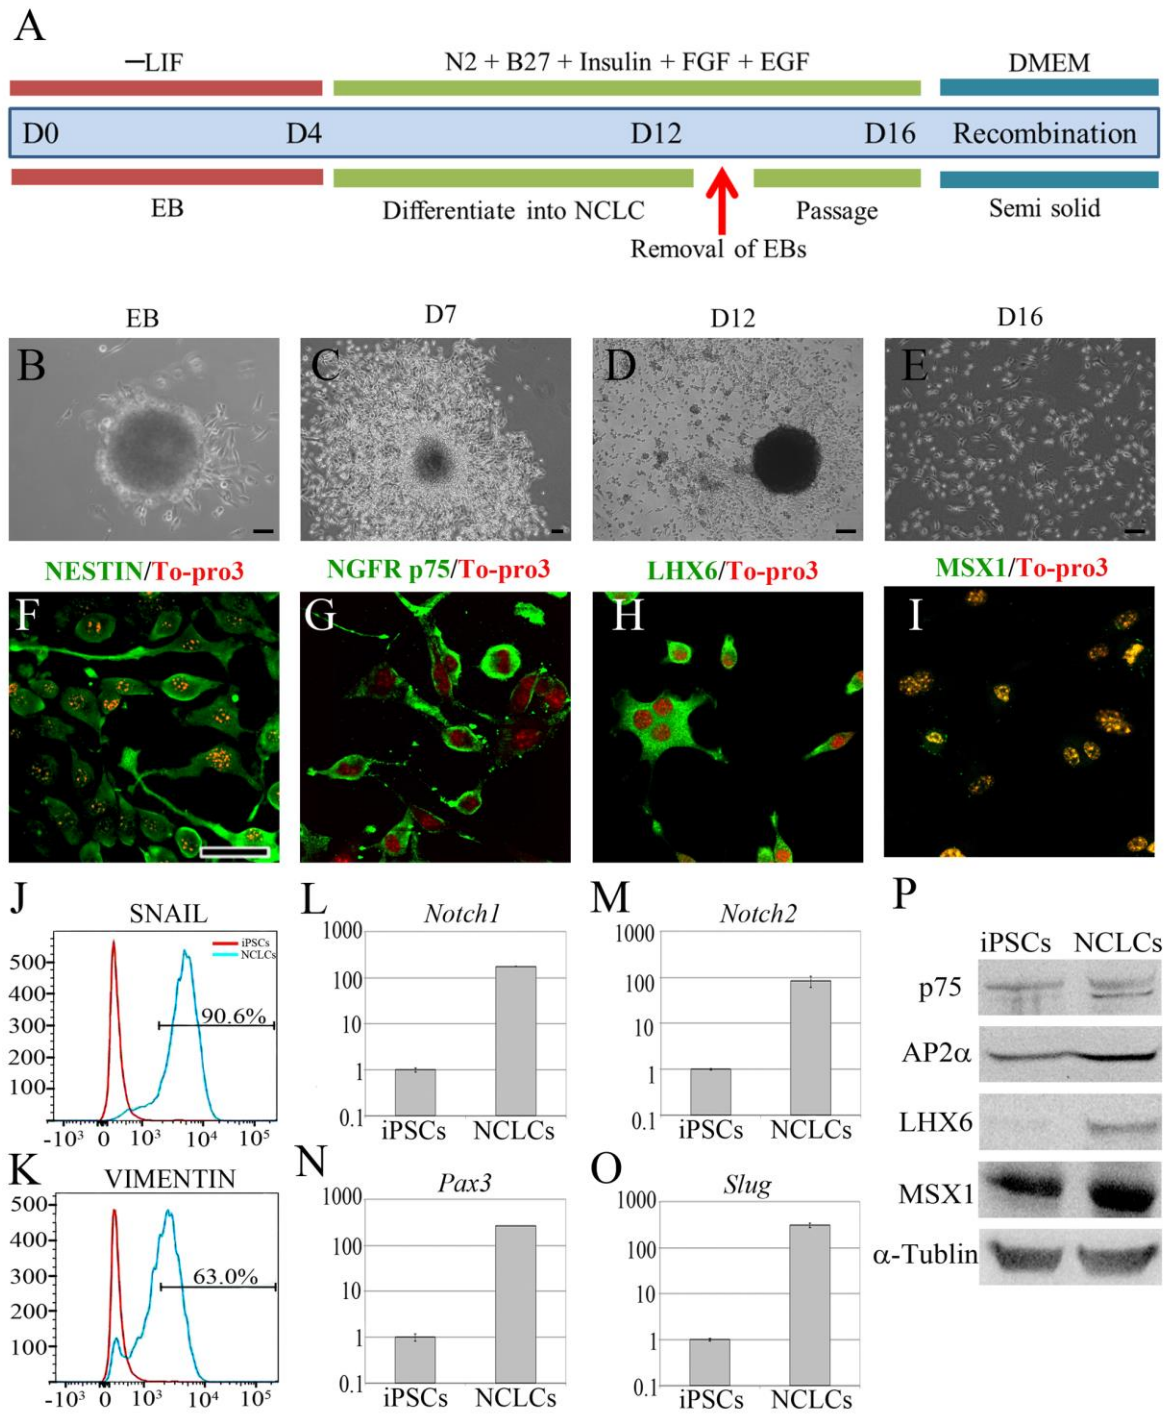 A
−LIF
N2 + B27 + Insulin + FGF + EGF
DMEM
D0
D4
D12
D16
Recombination
EB
Differentiate into NCLC
Passage
Semi solid
Removal of EBs
EB
D7
D12
D16
B
C
D
E
NESTIN/To-pro3
NGFR p75/To-pro3
LHX6/To-pro3
MSX1/To-pro3
F
G
H
I
J
SNAIL
iPSCs
NCLCs
500
400
300
200
100
90.6%
-10³ 0 10³ 10⁴ 10⁵
L
Notch1
1000
100
10
1
0.1
iPSCs NCLCs
M
Notch2
1000
100
10
1
0.1
iPSCs NCLCs
P
iPSCs NCLCs
p75
AP2α
LHX6
MSX1
α-Tublin
K
VIMENTIN
500
400
300
200
100
63.0%
-10³ 0 10³ 10⁴ 10⁵
N
Pax3
1000
100
10
1
0.1
iPSCs NCLCs
O
Slug
1000
100
10
1
0.1
iPSCs NCLCs